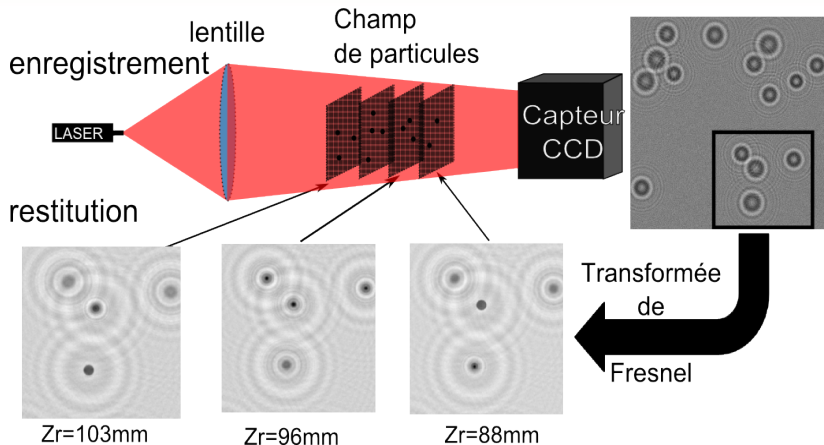 lentille
Champ
de particules
enregistrement
LASER
Capteur
CCD
restitution
Transformée
de
Fresnel
Zr=103mm
Zr=96mm
Zr=88mm